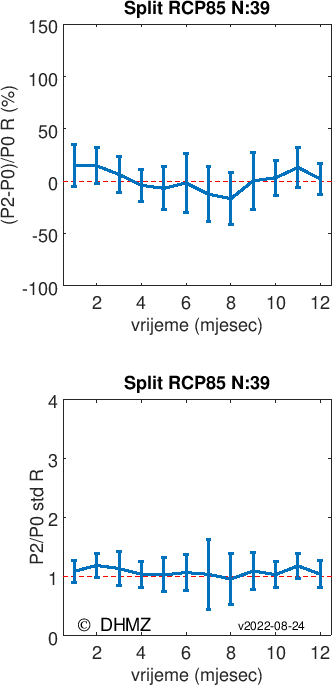 Split RCP85 N:39
(P2-P0)/P0 R (%)
150
100
50
0
-50
-100
2 4 6 8 10 12
vrijeme (mjesec)
Split RCP85 N:39
P2/P0 std R
4
3
2
1
0
© DHMZ v2022-08-24
2 4 6 8 10 12
vrijeme (mjesec)